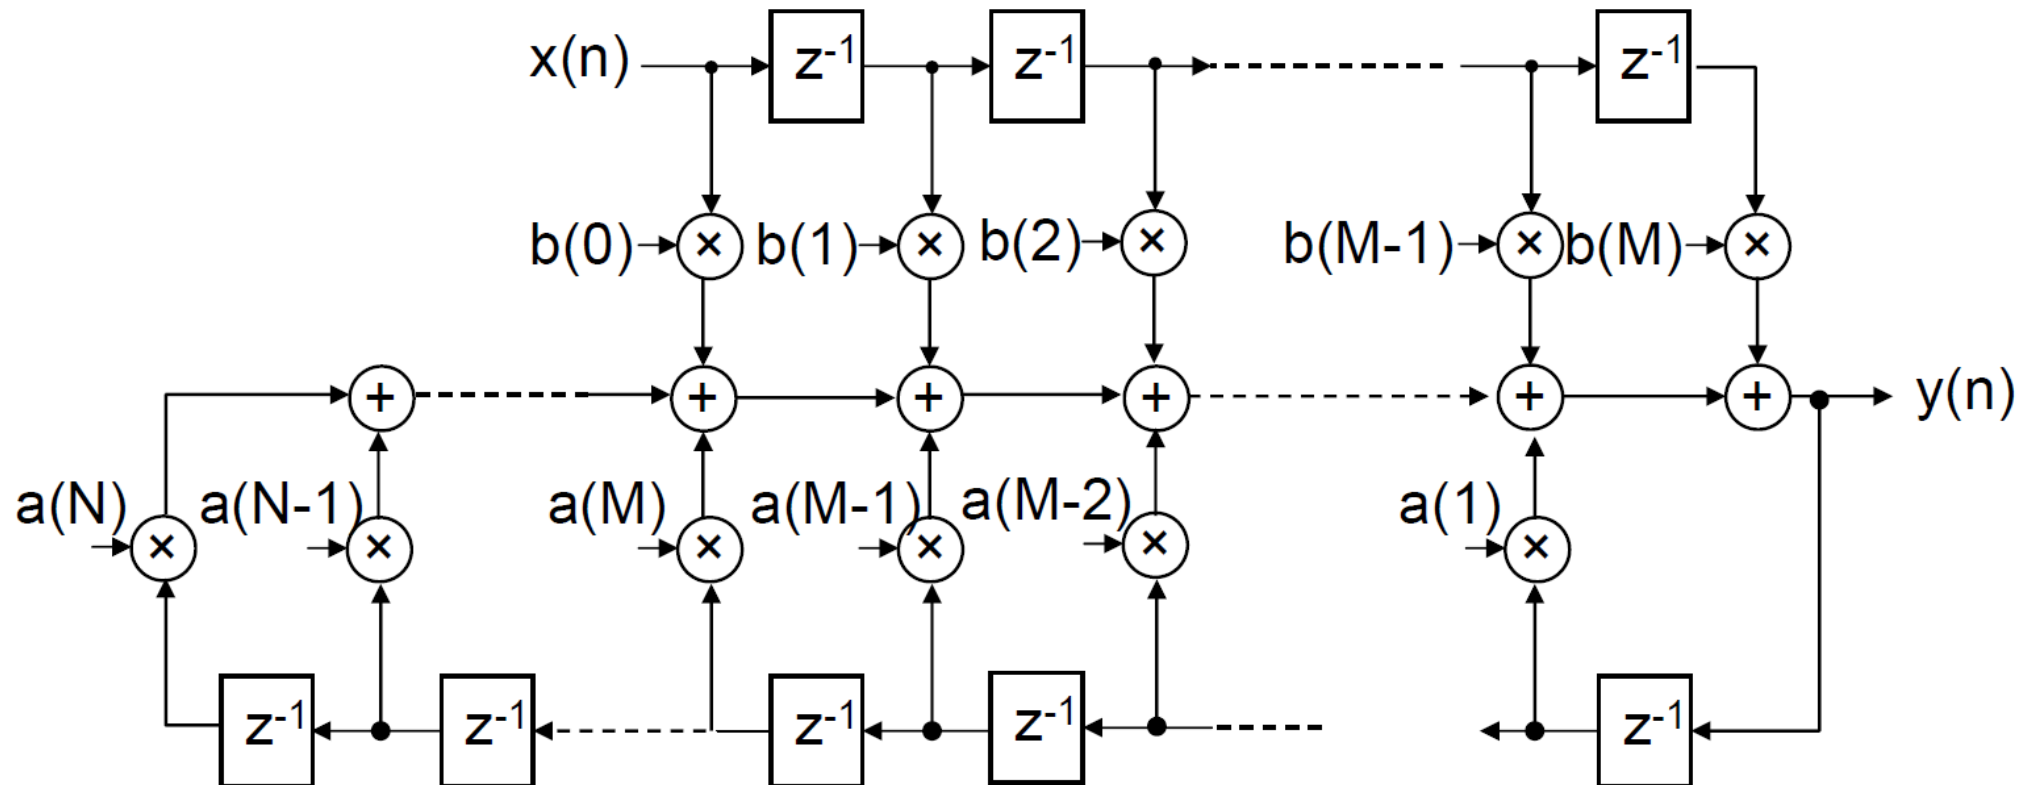 x(n) z⁻¹ z⁻¹ z⁻¹
b(0) × b(1) × b(2) × b(M-1) × b(M) ×
+ + + + + + y(n)
a(N) a(N-1) a(M) a(M-1) a(M-2) a(1)
× × × × × ×
z⁻¹ z⁻¹ z⁻¹ z⁻¹ z⁻¹